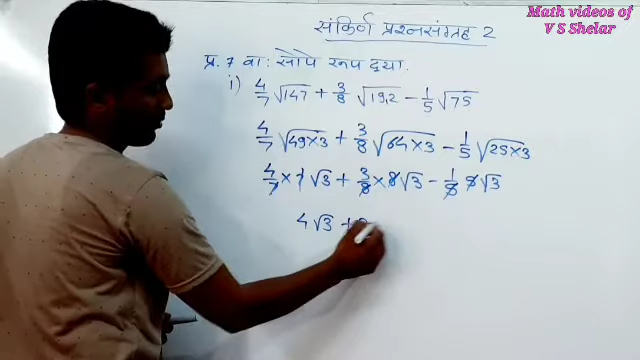 Math videos of
V S Shelar
संकिर्ण प्रश्नसंग्रह 2
प्र. 7 वा : सोपे रूप द्या.
i) 4/7 √147 + 3/8 √192 - 1/5 √75
4/7 √49×3 + 3/8 √64×3 - 1/5 √25×3
4/7 × 7 √3 + 3/8 × 8 √3 - 1/5 5 √3
4 √3 +